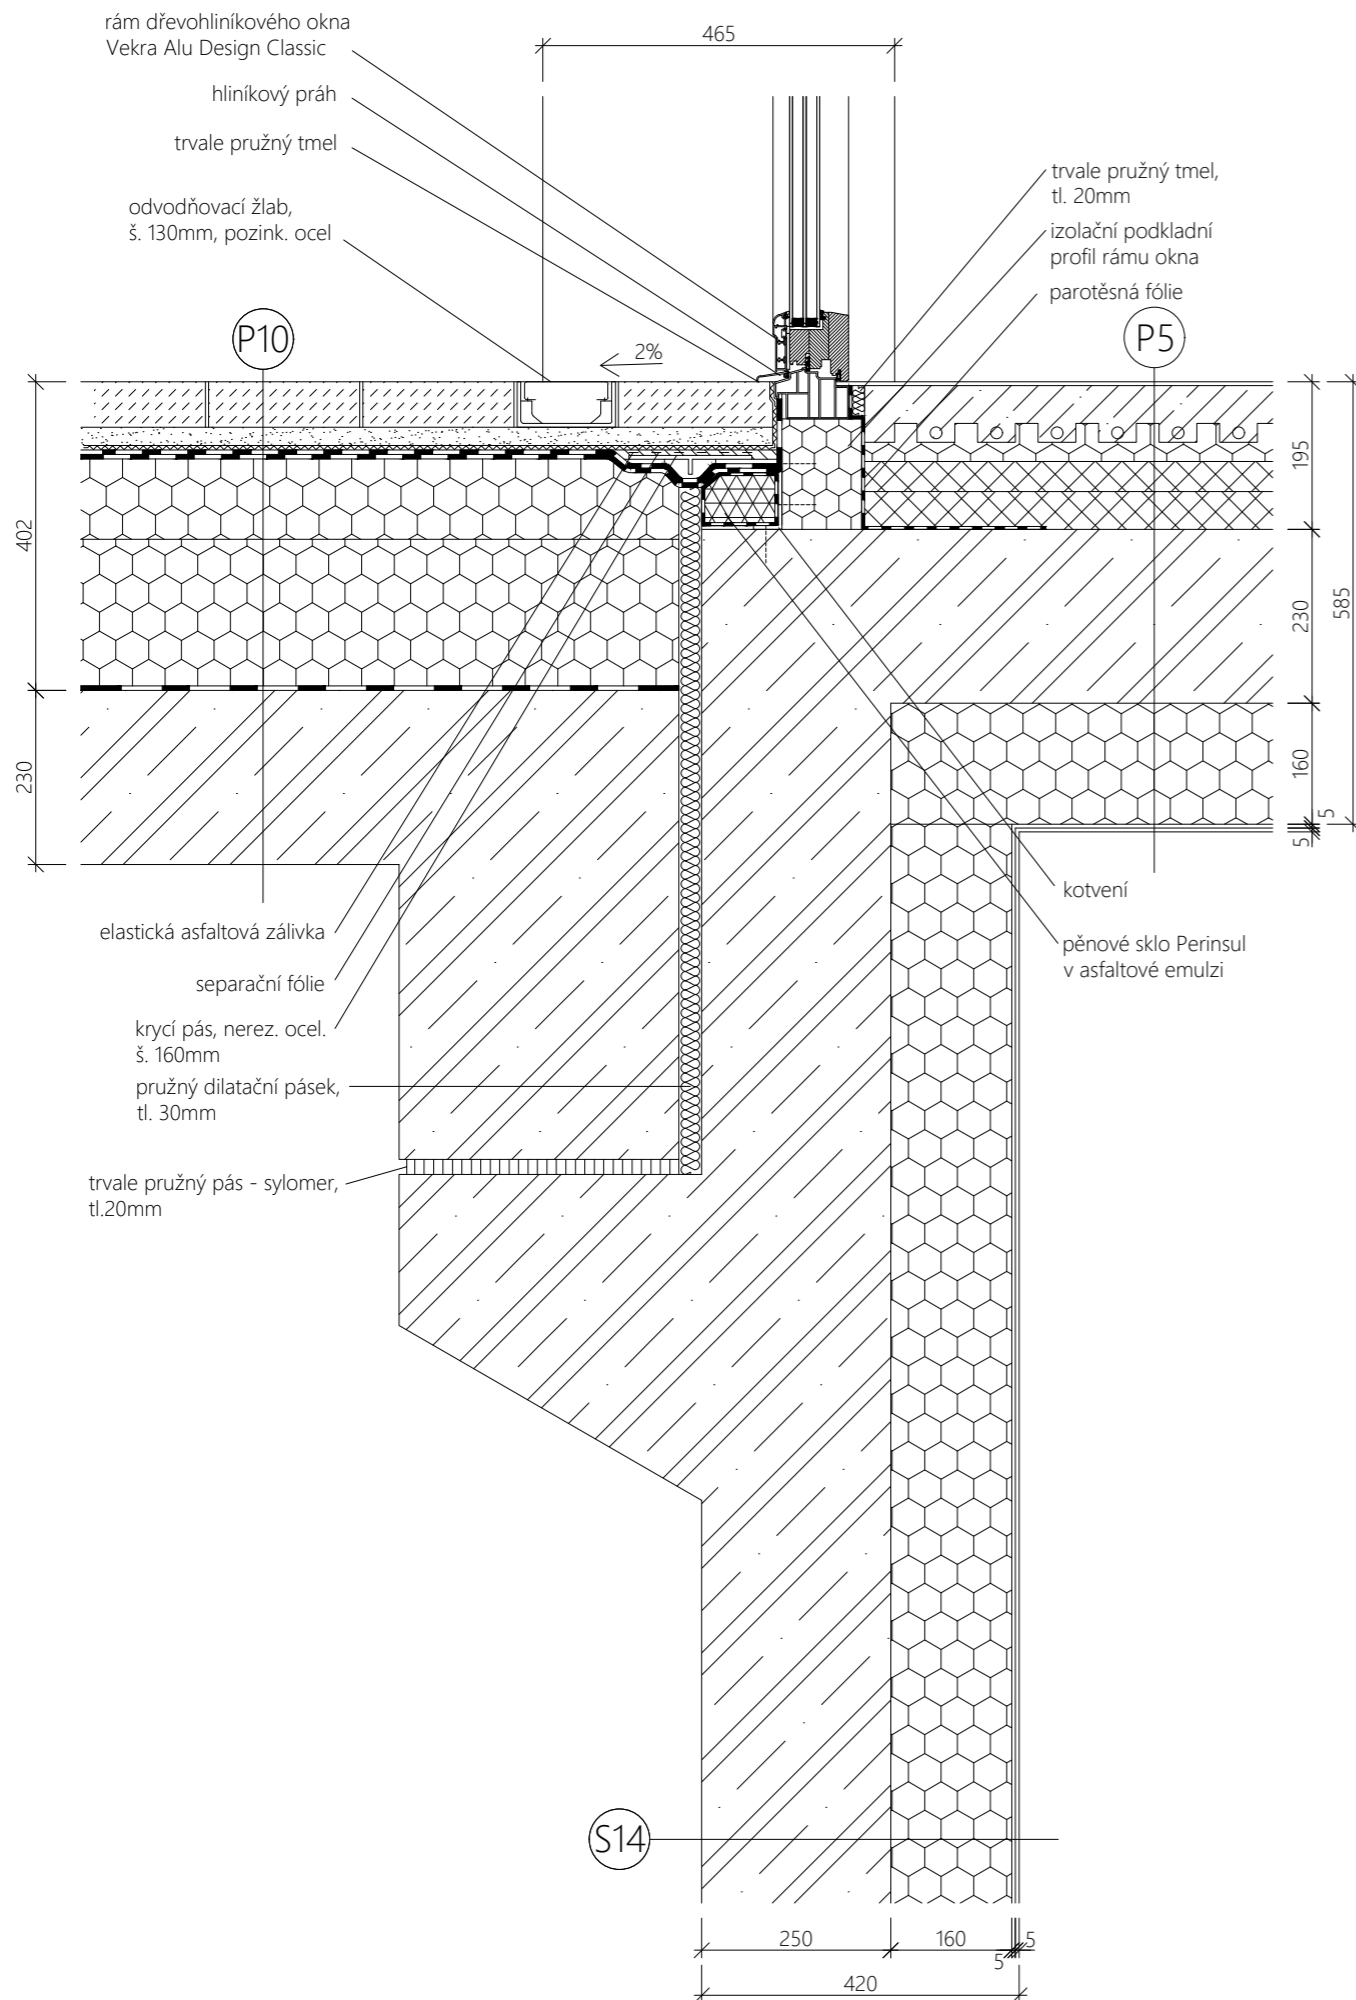 rám dřevohliníkového okna
Vekra Alu Design Classic
hliníkový práh
trvale pružný tmel
odvodňovací žlab,
š. 130mm, pozink. ocel
465
trvale pružný tmel,
tl. 20mm
izolační podkladní
profil rámu okna
parotěsná fólie
P10
2%
P5
402
230
195
230
160
5
5
585
elastická asfaltová zálivka
separační fólie
krycí pás, nerez. ocel.
š. 160mm
pružný dilatační pásek,
tl. 30mm
trvale pružný pás - sylomer,
tl.20mm
kotvení
pěnové sklo Perinsul
v asfaltové emulzi
S14
250
160
5
5
420